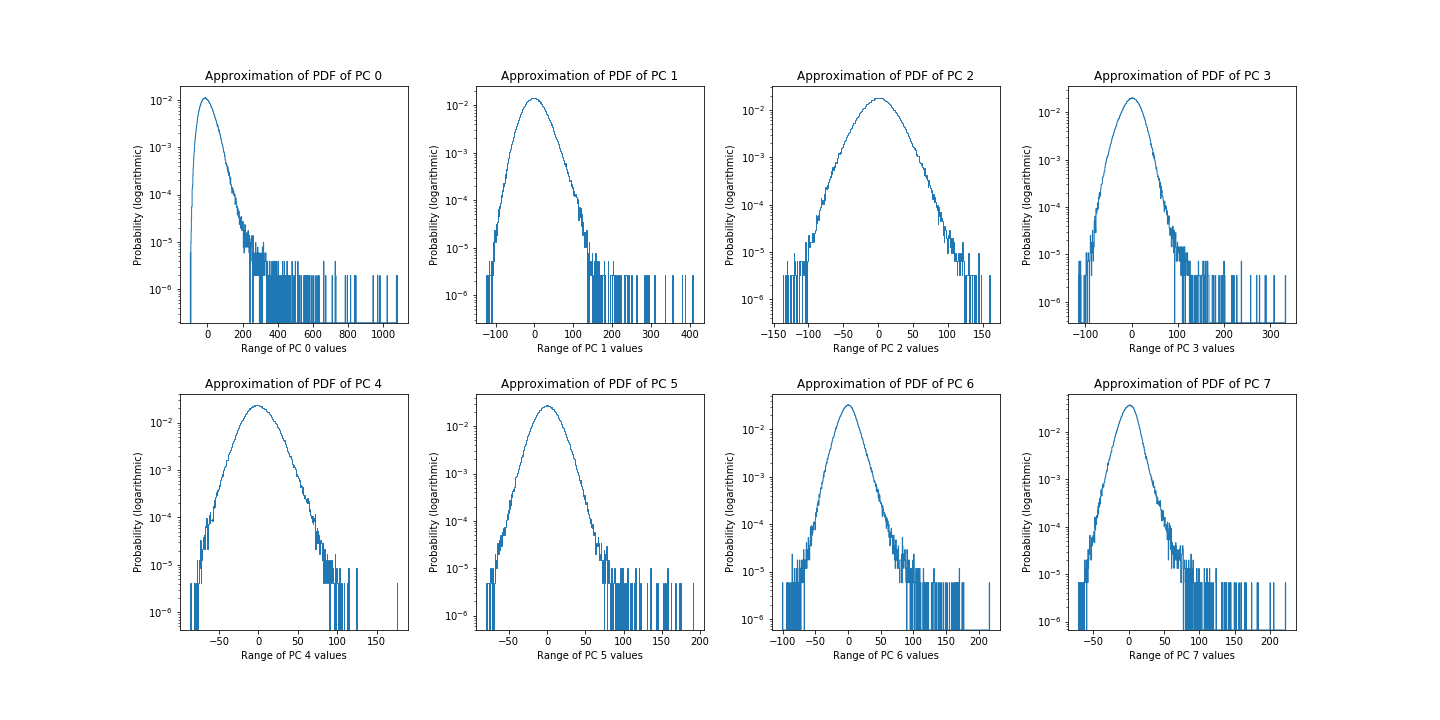 Approximation of PDF of PC 0
Probability (logarithmic)
10⁻²
10⁻³
10⁻⁴
10⁻⁵
10⁻⁶
0 200 400 600 800 1000
Range of PC 0 values
Approximation of PDF of PC 1
Probability (logarithmic)
10⁻²
10⁻³
10⁻⁴
10⁻⁵
10⁻⁶
−100 0 100 200 300 400
Range of PC 1 values
Approximation of PDF of PC 2
Probability (logarithmic)
10⁻²
10⁻³
10⁻⁴
10⁻⁵
10⁻⁶
−150 −100 −50 0 50 100 150
Range of PC 2 values
Approximation of PDF of PC 3
Probability (logarithmic)
10⁻²
10⁻³
10⁻⁴
10⁻⁵
10⁻⁶
−100 0 100 200 300
Range of PC 3 values
Approximation of PDF of PC 4
Probability (logarithmic)
10⁻²
10⁻³
10⁻⁴
10⁻⁵
10⁻⁶
−50 0 50 100 150
Range of PC 4 values
Approximation of PDF of PC 5
Probability (logarithmic)
10⁻²
10⁻³
10⁻⁴
10⁻⁵
10⁻⁶
−50 0 50 100 150 200
Range of PC 5 values
Approximation of PDF of PC 6
Probability (logarithmic)
10⁻²
10⁻³
10⁻⁴
10⁻⁵
10⁻⁶
−100 −50 0 50 100 150 200
Range of PC 6 values
Approximation of PDF of PC 7
Probability (logarithmic)
10⁻²
10⁻³
10⁻⁴
10⁻⁵
10⁻⁶
−50 0 50 100 150 200
Range of PC 7 values